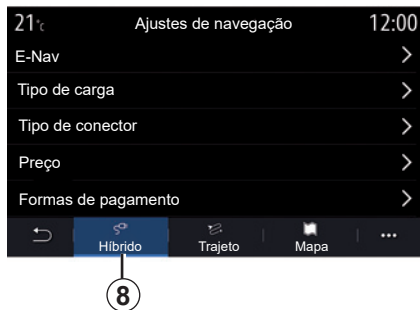 21°c Ajustes de navegação 12:00
E-Nav
Tipo de carga
Tipo de conector
Preço
Formas de pagamento
Híbrido Trajeto Mapa
8